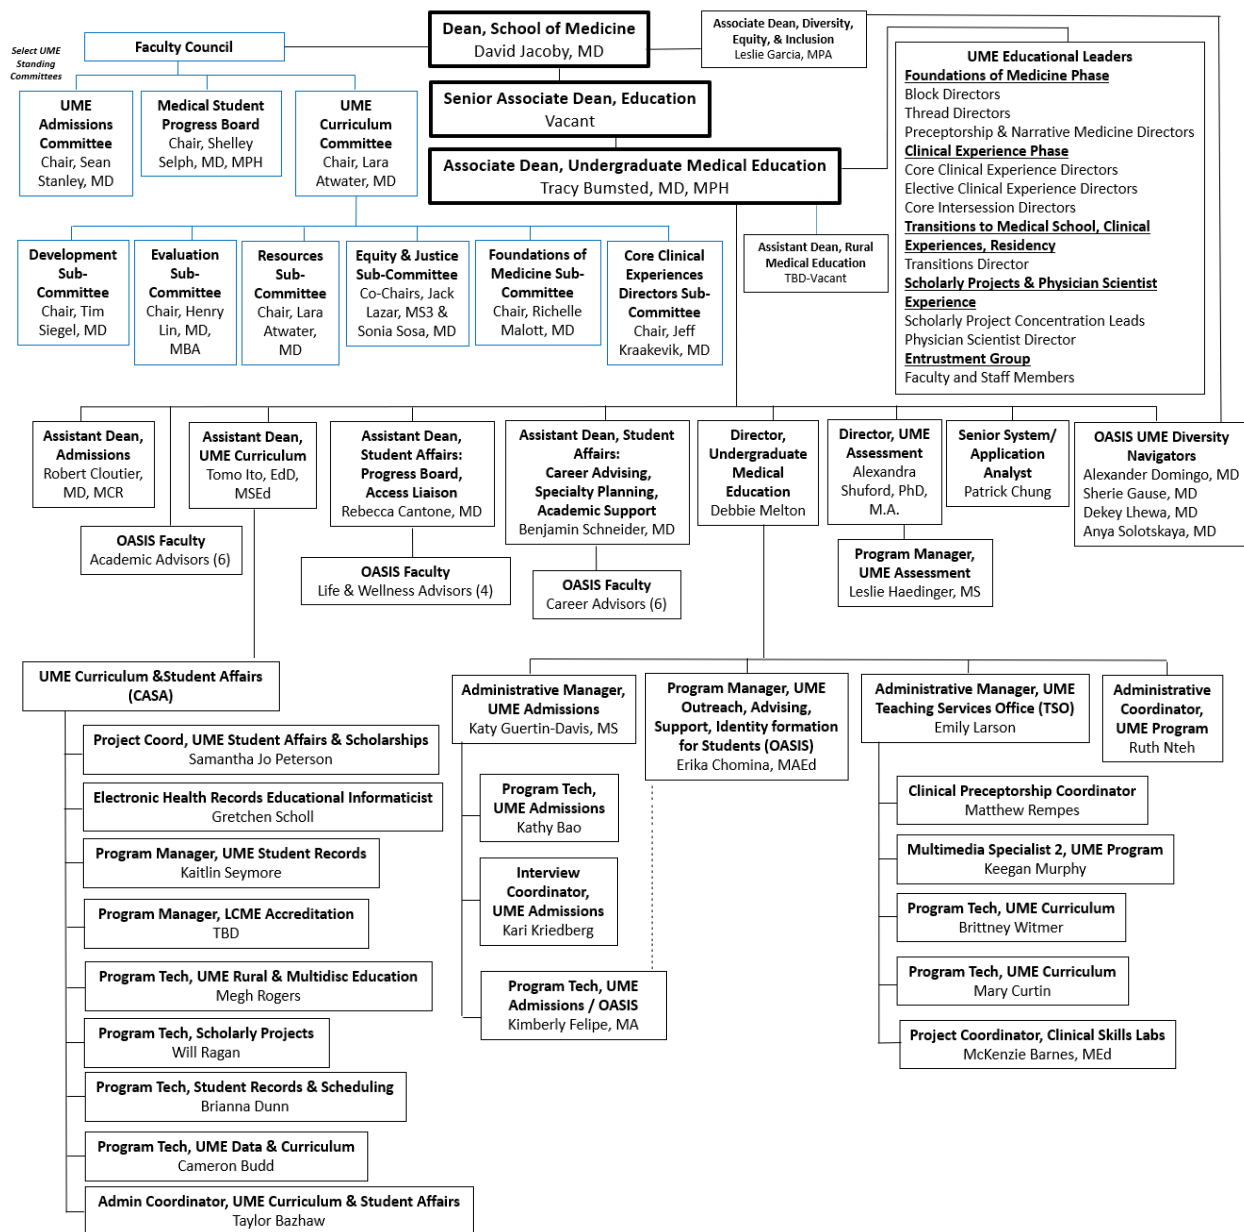 Select UME
Standing
Committees
Faculty Council
Dean, School of Medicine
David Jacoby, MD
Associate Dean, Diversity,
Equity, & Inclusion
Leslie Garcia, MPA
Senior Associate Dean, Education
Vacant
Associate Dean, Undergraduate Medical Education
Tracy Bumsted, MD, MPH
UME
Admissions
Committee
Chair, Sean
Stanley, MD
Medical Student
Progress Board
Chair, Shelley
Selph, MD, MPH
UME
Curriculum
Committee
Chair, Lara
Atwater, MD
UME Educational Leaders
Foundations of Medicine Phase
Block Directors
Thread Directors
Preceptorship & Narrative Medicine Directors
Clinical Experience Phase
Core Clinical Experience Directors
Elective Clinical Experience Directors
Core Intersession Directors
Transitions to Medical School, Clinical
Experiences, Residency
Transitions Director
Scholarly Projects & Physician Scientist
Experience
Scholarly Project Concentration Leads
Physician Scientist Director
Entrustment Group
Faculty and Staff Members
Development
Sub-
Committee
Chair, Tim
Siegel, MD
Evaluation
Sub-
Committee
Chair, Henry
Lin, MD,
MBA
Resources
Sub-
Committee
Chair, Lara
Atwater,
MD
Equity & Justice
Sub-Committee
Co-Chairs, Jack
Lazar, MS3 &
Sonia Sosa, MD
Foundations of
Medicine Sub-
Committee
Chair, Richelle
Malott, MD
Core Clinical
Experiences
Directors Sub-
Committee
Chair, Jeff
Kraakevik, MD
Assistant Dean, Rural
Medical Education
TBD-Vacant
Assistant Dean,
Admissions
Robert Cloutier,
MD, MCR
Assistant Dean,
UME Curriculum
Tomo Ito, EdD,
MSEd
Assistant Dean,
Student Affairs:
Progress Board,
Access Liaison
Rebecca Cantone, MD
Assistant Dean, Student
Affairs:
Career Advising,
Specialty Planning,
Academic Support
Benjamin Schneider, MD
Director,
Undergraduate
Medical
Education
Debbie Melton
Director, UME
Assessment
Alexandra
Shuford, PhD,
M.A.
Senior System/
Application
Analyst
Patrick Chung
OASIS UME Diversity
Navigators
Alexander Domingo, MD
Sherie Gause, MD
Dekey Lhewa, MD
Anya Solotskaya, MD
OASIS Faculty
Academic Advisors (6)
OASIS Faculty
Life & Wellness Advisors (4)
OASIS Faculty
Career Advisors (6)
Program Manager,
UME Assessment
Leslie Haedinger, MS
UME Curriculum &Student Affairs
(CASA)
Project Coord, UME Student Affairs & Scholarships
Samantha Jo Peterson
Electronic Health Records Educational Informaticist
Gretchen Scholl
Program Manager, UME Student Records
Kaitlin Seymore
Program Manager, LCME Accreditation
TBD
Program Tech, UME Rural & Multidisc Education
Megh Rogers
Program Tech, Scholarly Projects
Will Ragan
Program Tech, Student Records & Scheduling
Brianna Dunn
Program Tech, UME Data & Curriculum
Cameron Budd
Admin Coordinator, UME Curriculum & Student Affairs
Taylor Bazhaw
Administrative Manager,
UME Admissions
Katy Guertin-Davis, MS
Program Tech,
UME Admissions
Kathy Bao
Interview
Coordinator,
UME Admissions
Kari Kriedberg
Program Tech, UME
Admissions / OASIS
Kimberly Felipe, MA
Program Manager, UME
Outreach, Advising,
Support, Identity formation
for Students (OASIS)
Erika Chomina, MAEd
Administrative Manager, UME
Teaching Services Office (TSO)
Emily Larson
Clinical Preceptorship Coordinator
Matthew Rempes
Multimedia Specialist 2, UME Program
Keegan Murphy
Program Tech, UME Curriculum
Brittney Witmer
Program Tech, UME Curriculum
Mary Curtin
Project Coordinator, Clinical Skills Labs
McKenzie Barnes, MEd
Administrative
Coordinator,
UME Program
Ruth Nteh